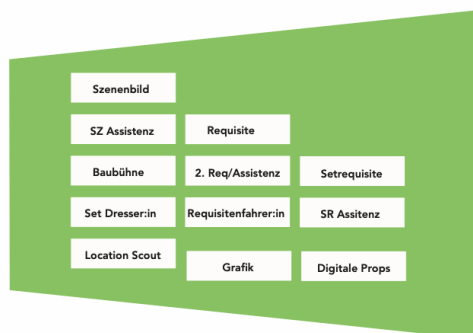 Szenenbild
SZ Assistenz
Requisite
Baubühne
2. Req/Assistenz
Setrequisite
Set Dresser:in
Requisitenfahrer:in
SR Assitenz
Location Scout
Grafik
Digitale Props